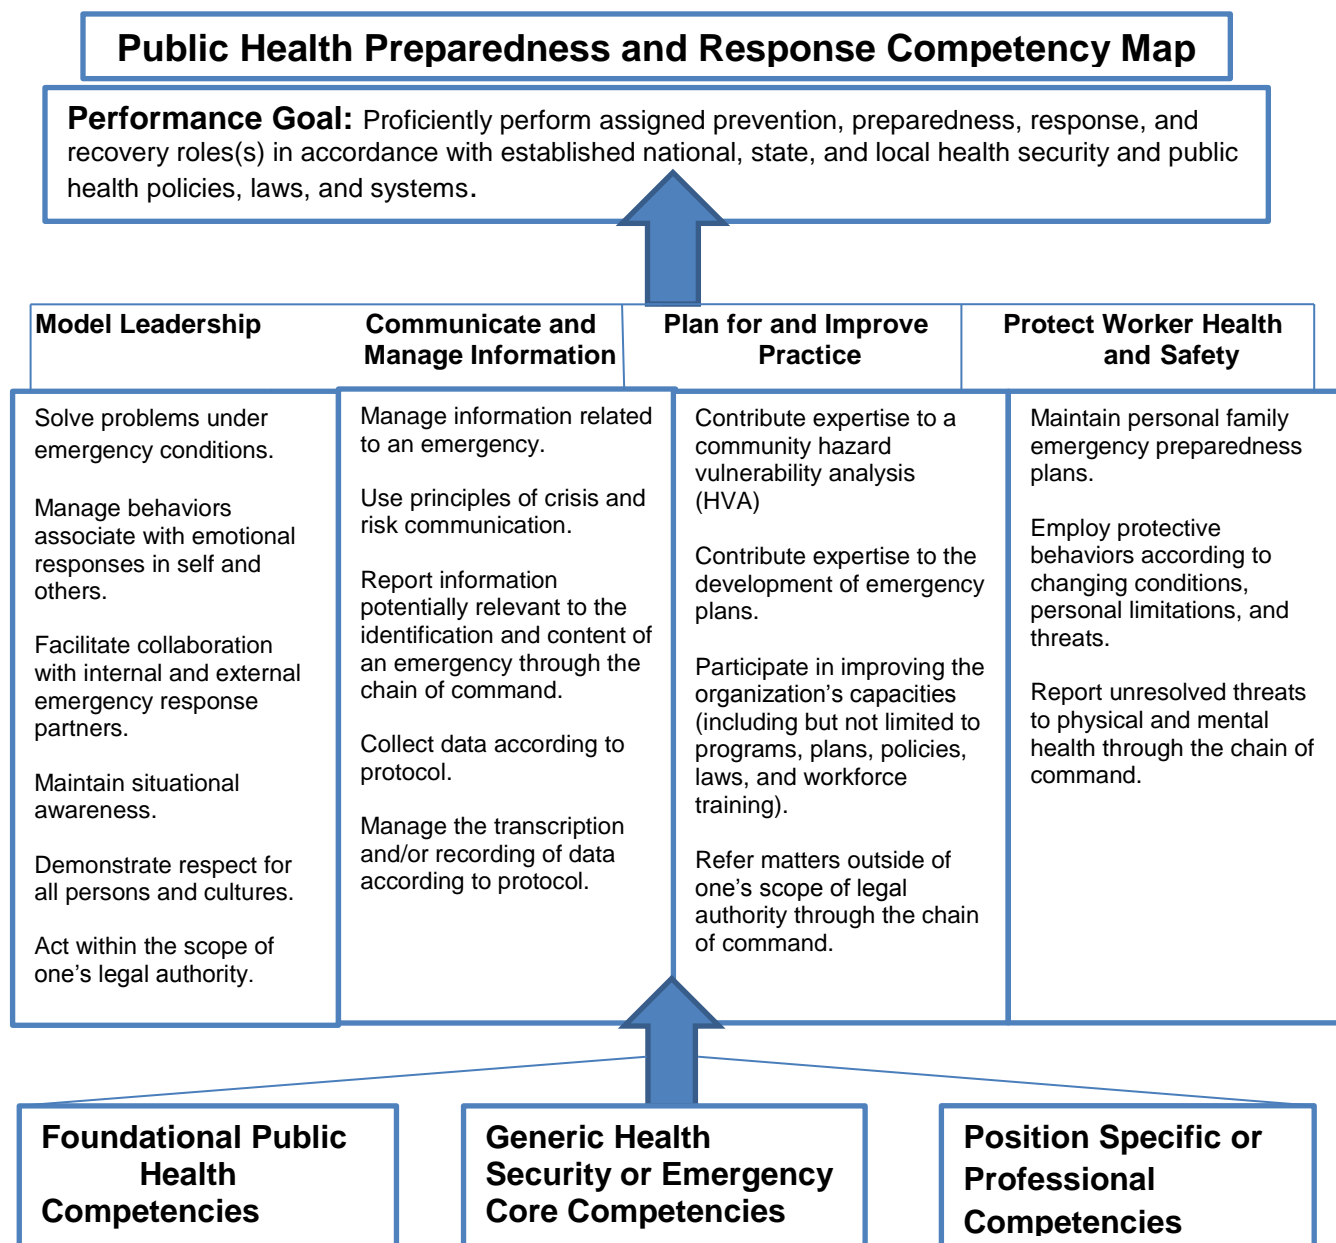 Public Health Preparedness and Response Competency Map
Performance Goal: Proficiently perform assigned prevention, preparedness, response, and
recovery roles(s) in accordance with established national, state, and local health security and public
health policies, laws, and systems.
Model Leadership
Communicate and
Manage Information
Plan for and Improve
Practice
Protect Worker Health
and Safety
Solve problems under
emergency conditions.
Manage behaviors
associate with emotional
responses in self and
others.
Facilitate collaboration
with internal and external
emergency response
partners.
Maintain situational
awareness.
Demonstrate respect for
all persons and cultures.
Act within the scope of
one’s legal authority.
Manage information related
to an emergency.
Use principles of crisis and
risk communication.
Report information
potentially relevant to the
identification and content of
an emergency through the
chain of command.
Collect data according to
protocol.
Manage the transcription
and/or recording of data
according to protocol.
Contribute expertise to a
community hazard
vulnerability analysis
(HVA)
Contribute expertise to the
development of emergency
plans.
Participate in improving the
organization’s capacities
(including but not limited to
programs, plans, policies,
laws, and workforce
training).
Refer matters outside of
one’s scope of legal
authority through the chain
of command.
Maintain personal family
emergency preparedness
plans.
Employ protective
behaviors according to
changing conditions,
personal limitations, and
threats.
Report unresolved threats
to physical and mental
health through the chain of
command.
Foundational Public
Health
Competencies
Generic Health
Security or Emergency
Core Competencies
Position Specific or
Professional
Competencies